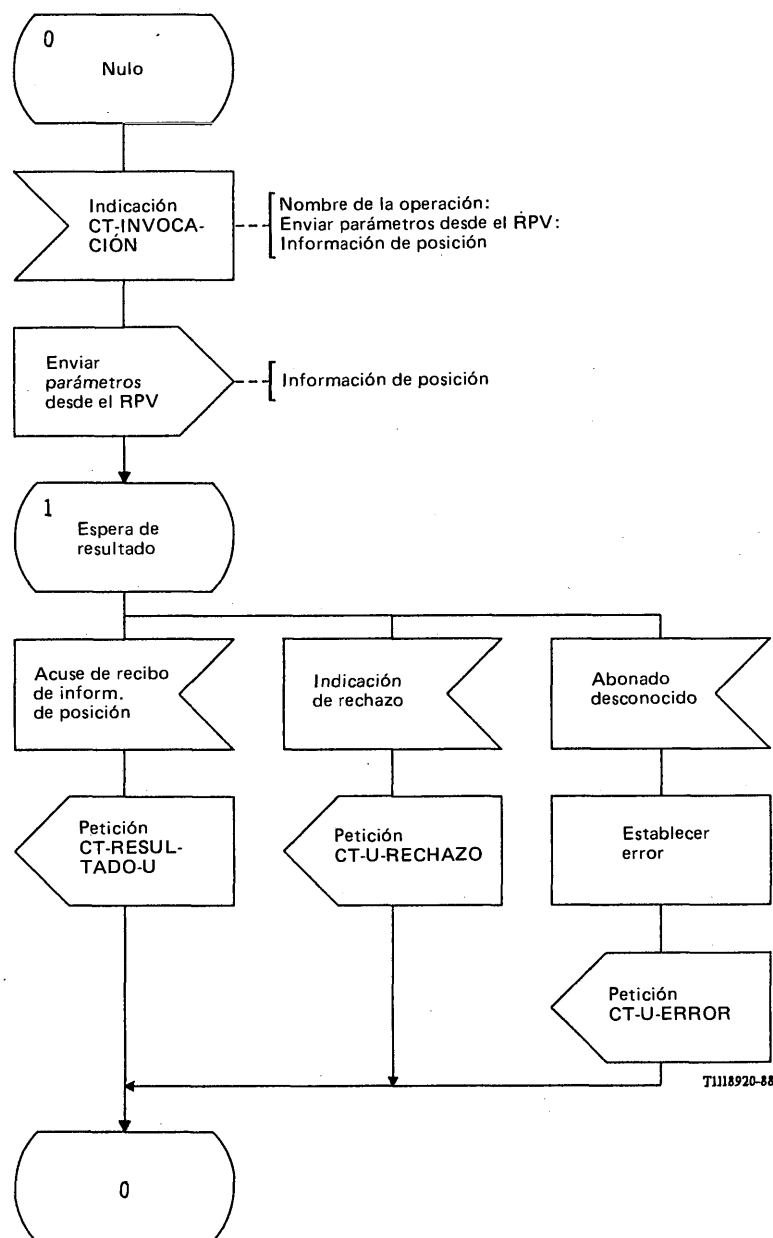 0
Nulo
Indicación
CT-INVOCA-
CIÓN
Nombre de la operación:
Enviar parámetros desde el RPV:
Información de posición
Enviar
parámetros
desde el RPV
Información de posición
1
Espera de
resultado
Acuse de recibo
de inform.
de posición
Indicación
de rechazo
Abonado
desconocido
Petición
CT-RESUL-
TADO-U
Petición
CT-U-RECHAZO
Establecer
error
Petición
CT-U-ERROR
T1118920-88
0